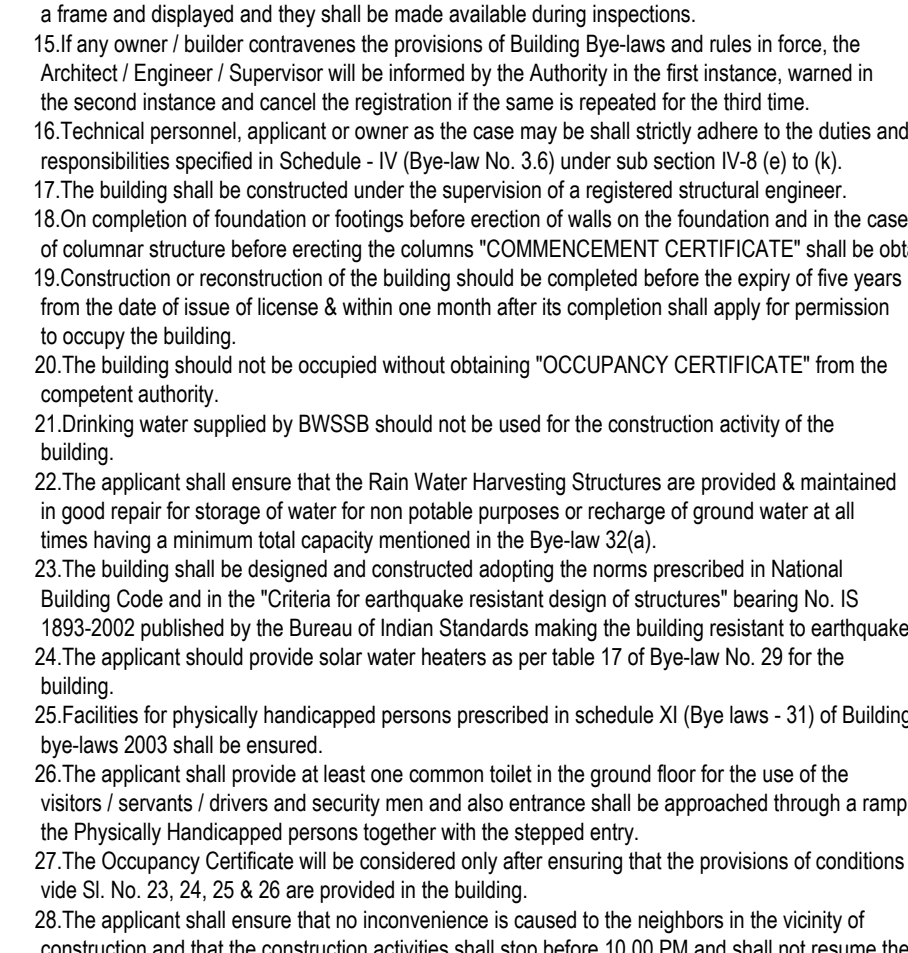 a frame and displayed and they shall be made available during inspections.
15.If any owner / builder contravenes the provisions of Building Bye-laws and rules in force, the
Architect / Engineer / Supervisor will be informed by the Authority in the first instance, warned in
the second instance and cancel the registration if the same is repeated for the third time.
16.Technical personnel, applicant or owner as the case may be shall strictly adhere to the duties and
responsibilities specified in Schedule - IV (Bye-law No. 3.6) under sub section IV-8 (e) to (k).
17.The building shall be constructed under the supervision of a registered structural engineer.
18.On completion of foundation or footings before erection of walls on the foundation and in the case
of columnar structure before erecting the columns "COMMENCEMENT CERTIFICATE" shall be
19.Construction or reconstruction of the building should be completed before the expiry of five years
from the date of issue of license & within one month after its completion shall apply for permission
to occupy the building.
20.The building should not be occupied without obtaining "OCCUPANCY CERTIFICATE" from the
competent authority.
21.Drinking water supplied by BWSSB should not be used for the construction activity of the
building.
22.The applicant shall ensure that the Rain Water Harvesting Structures are provided & maintained
in good repair for storage of water for non potable purposes or recharge of ground water at all
times having a minimum total capacity mentioned in the Bye-law 32(a).
23.The building shall be designed and constructed adopting the norms prescribed in National
Building Code and in the "Criteria for earthquake resistant design of structures" bearing No. IS
1893-2002 published by the Bureau of Indian Standards making the building resistant to earthquake
24.The applicant should provide solar water heaters as per table 17 of Bye-law No. 29 for the
building.
25.Facilities for physically handicapped persons prescribed in schedule XI (Bye laws - 31) of Building
bye-laws 2003 shall be ensured.
26.The applicant shall provide at least one common toilet in the ground floor for the use of the
visitors / servants / drivers and security men and also entrance shall be approached through a ramp
the Physically Handicapped persons together with the stepped entry.
27.The Occupancy Certificate will be considered only after ensuring that the provisions of conditions
vide Sl. No. 23, 24, 25 & 26 are provided in the building.
28.The applicant shall ensure that no inconvenience is caused to the neighbors in the vicinity of
construction and that the construction activities shall stop before 10.00 PM and shall not resume the